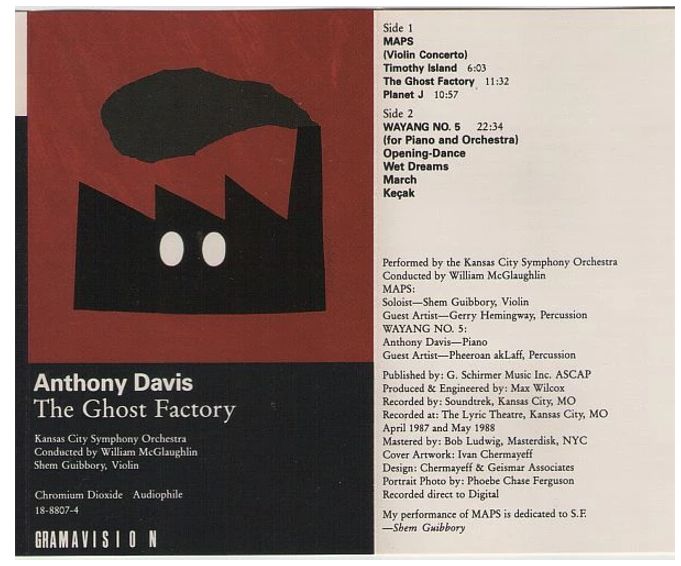 Anthony Davis
The Ghost Factory
Kansas City Symphony Orchestra
Conducted by William McGlaughlin
Shem Guibbory, Violin
Chromium Dioxide Audiophile
18-8807-4
GRAMAVISION
Side 1
MAPS
(Violin Concerto)
Timothy Island 6:03
The Ghost Factory 11:32
Planet J 10:57
Side 2
WAYANG NO. 5 22:34
(for Piano and Orchestra)
Opening-Dance
Wet Dreams
March
Keçak
Performed by the Kansas City Symphony Orchestra
Conducted by William McGlaughlin
MAPS:
Soloist—Shem Guibbory, Violin
Guest Artist—Gerry Hemingway, Percussion
WAYANG NO. 5:
Anthony Davis—Piano
Guest Artist—Pheeroan akLaff, Percussion
Published by: G. Schirmer Music Inc. ASCAP
Produced & Engineered by: Max Wilcox
Recorded by: Soundtrek, Kansas City, MO
Recorded at: The Lyric Theatre, Kansas City, MO
April 1987 and May 1988
Mastered by: Bob Ludwig, Masterdisk, NYC
Cover Artwork: Ivan Chermayeff
Design: Chermayeff & Geismar Associates
Portrait Photo by: Phoebe Chase Ferguson
Recorded direct to Digital
My performance of MAPS is dedicated to S.F.
—Shem Guibbory